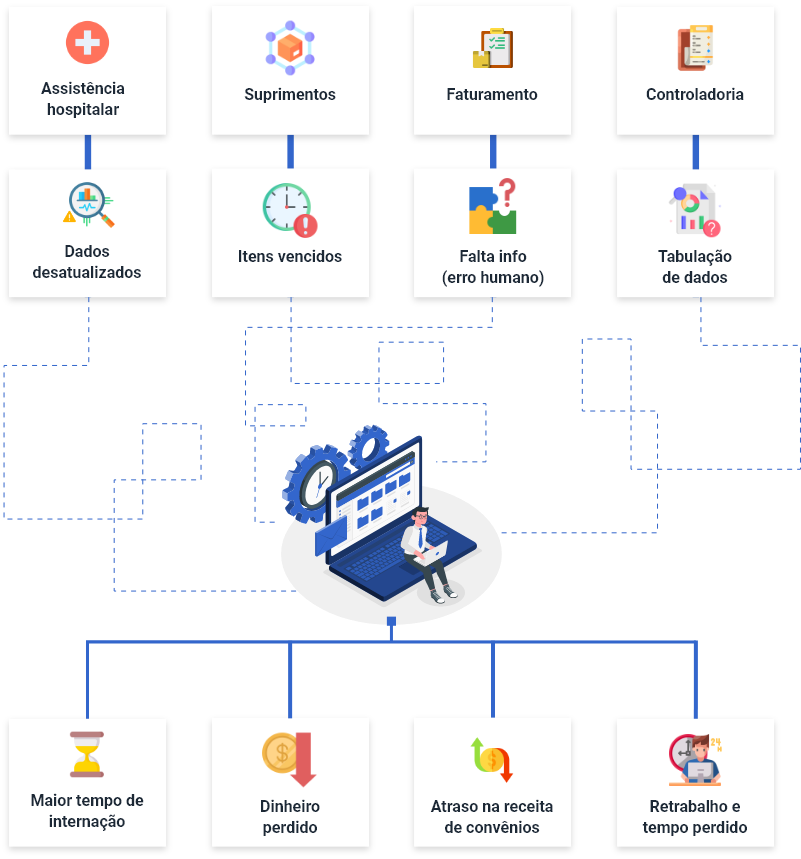 Assistência
hospitalar
Suprimentos
Faturamento
Controladoria
Dados
desatualizados
Itens vencidos
Falta info
(erro humano)
Tabulação
de dados
Maior tempo de
internação
Dinheiro
perdido
Atraso na receita
de convênios
24
H
Retrabalho e
tempo perdido